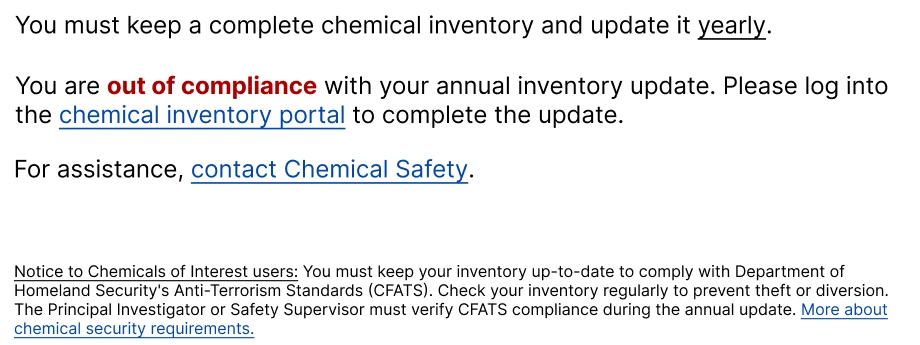 You must keep a complete chemical inventory and update it yearly.
You are out of compliance with your annual inventory update. Please log into
the chemical inventory portal to complete the update.
For assistance, contact Chemical Safety.
Notice to Chemicals of Interest users: You must keep your inventory up-to-date to comply with Department of
Homeland Security's Anti-Terrorism Standards (CFATS). Check your inventory regularly to prevent theft or diversion.
The Principal Investigator or Safety Supervisor must verify CFATS compliance during the annual update. More about
chemical security requirements.